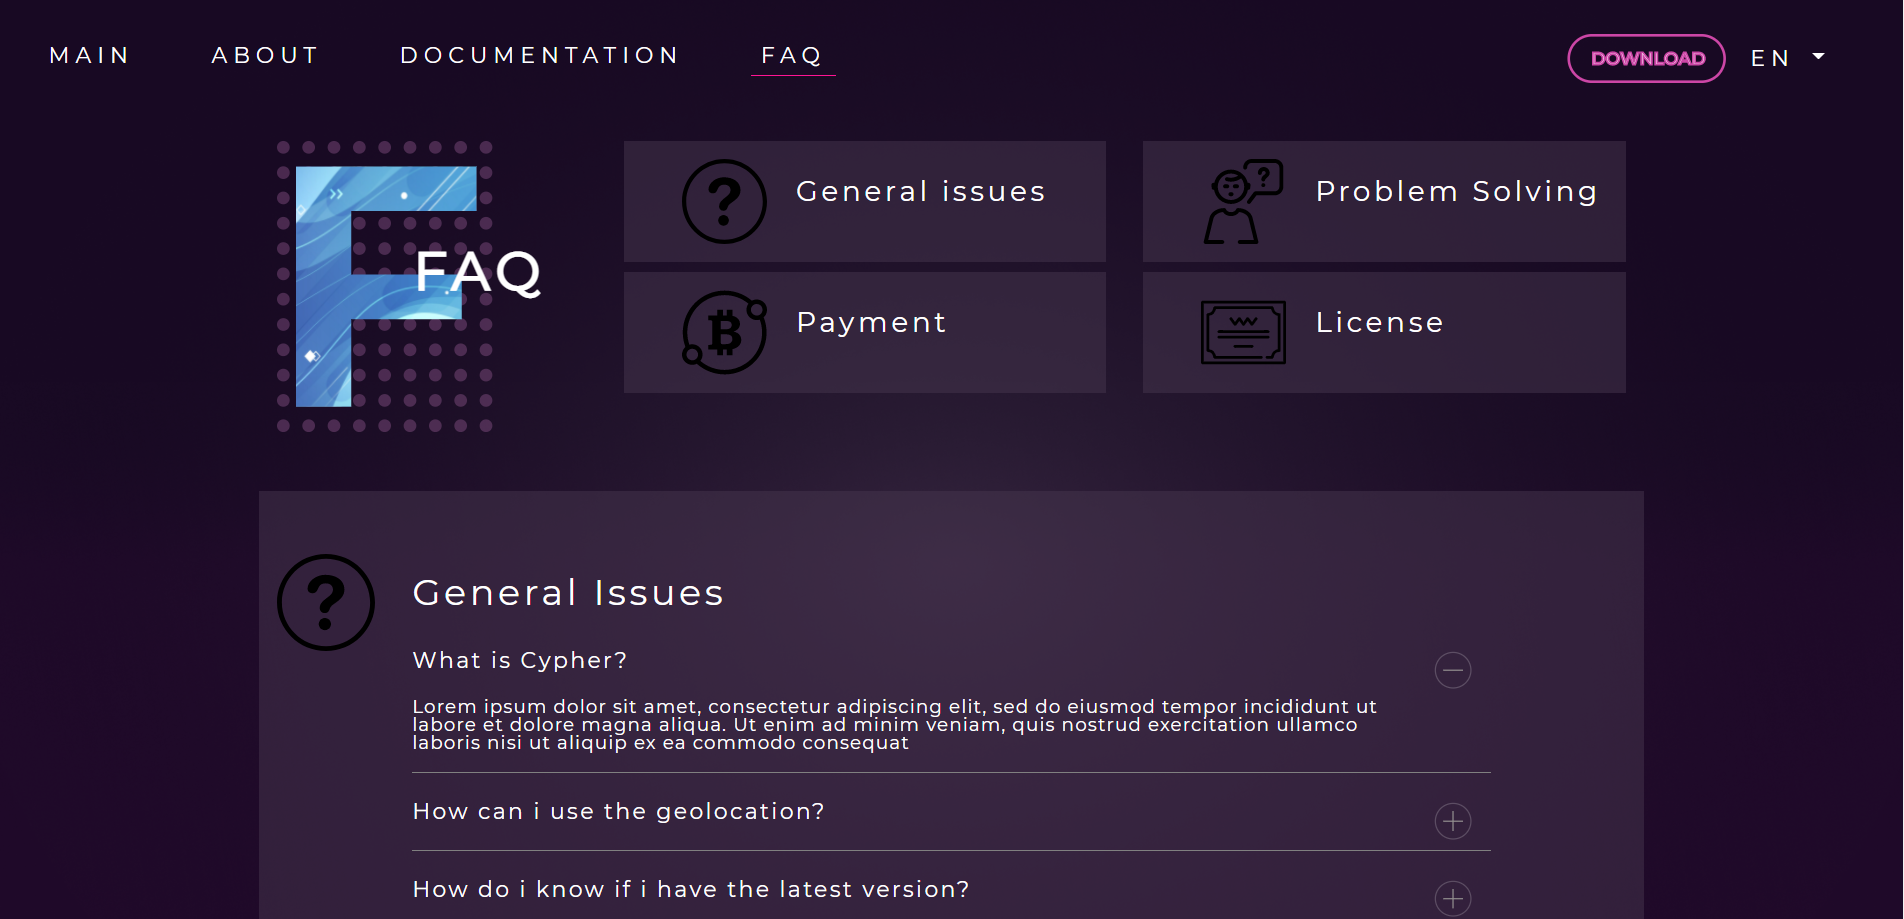 MAIN
ABOUT
DOCUMENTATION
FAQ
DOWNLOAD
EN
FAQ
General issues
Problem Solving
Payment
License
General Issues
What is Cypher?
Lorem ipsum dolor sit amet, consectetur adipiscing elit, sed do eiusmod tempor incididunt ut
labore et dolore magna aliqua. Ut enim ad minim veniam, quis nostrud exercitation ullamco
laboris nisi ut aliquip ex ea commodo consequat
How can i use the geolocation?
How do i know if i have the latest version?